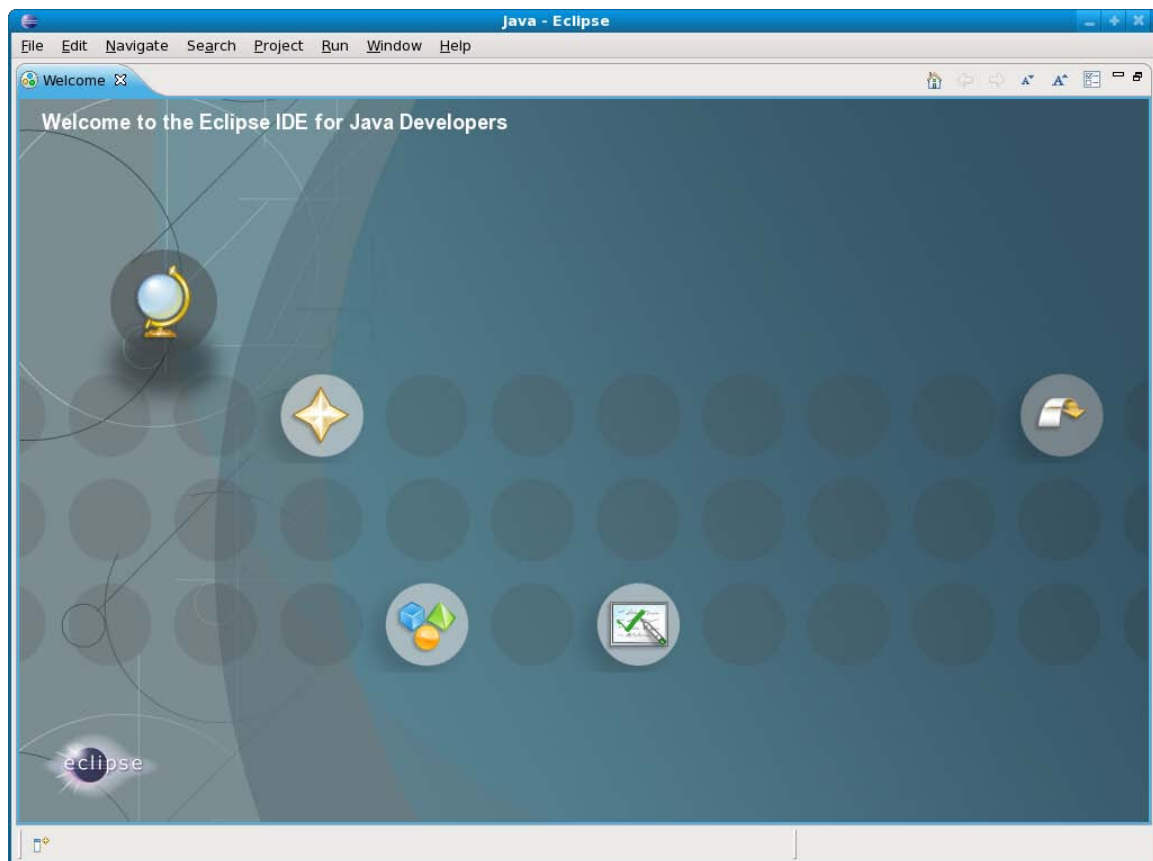 Java - Eclipse
File Edit Navigate Search Project Run Window Help
Welcome
Welcome to the Eclipse IDE for Java Developers
eclipse